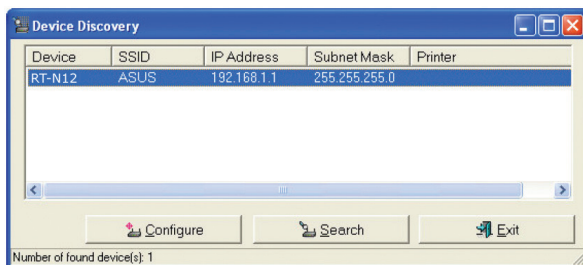 Device Discovery
Device SSID IP Address Subnet Mask Printer
RT-N12 ASUS 192.168.1.1 255.255.255.0
Configure Search Exit
Number of found device(s): 1